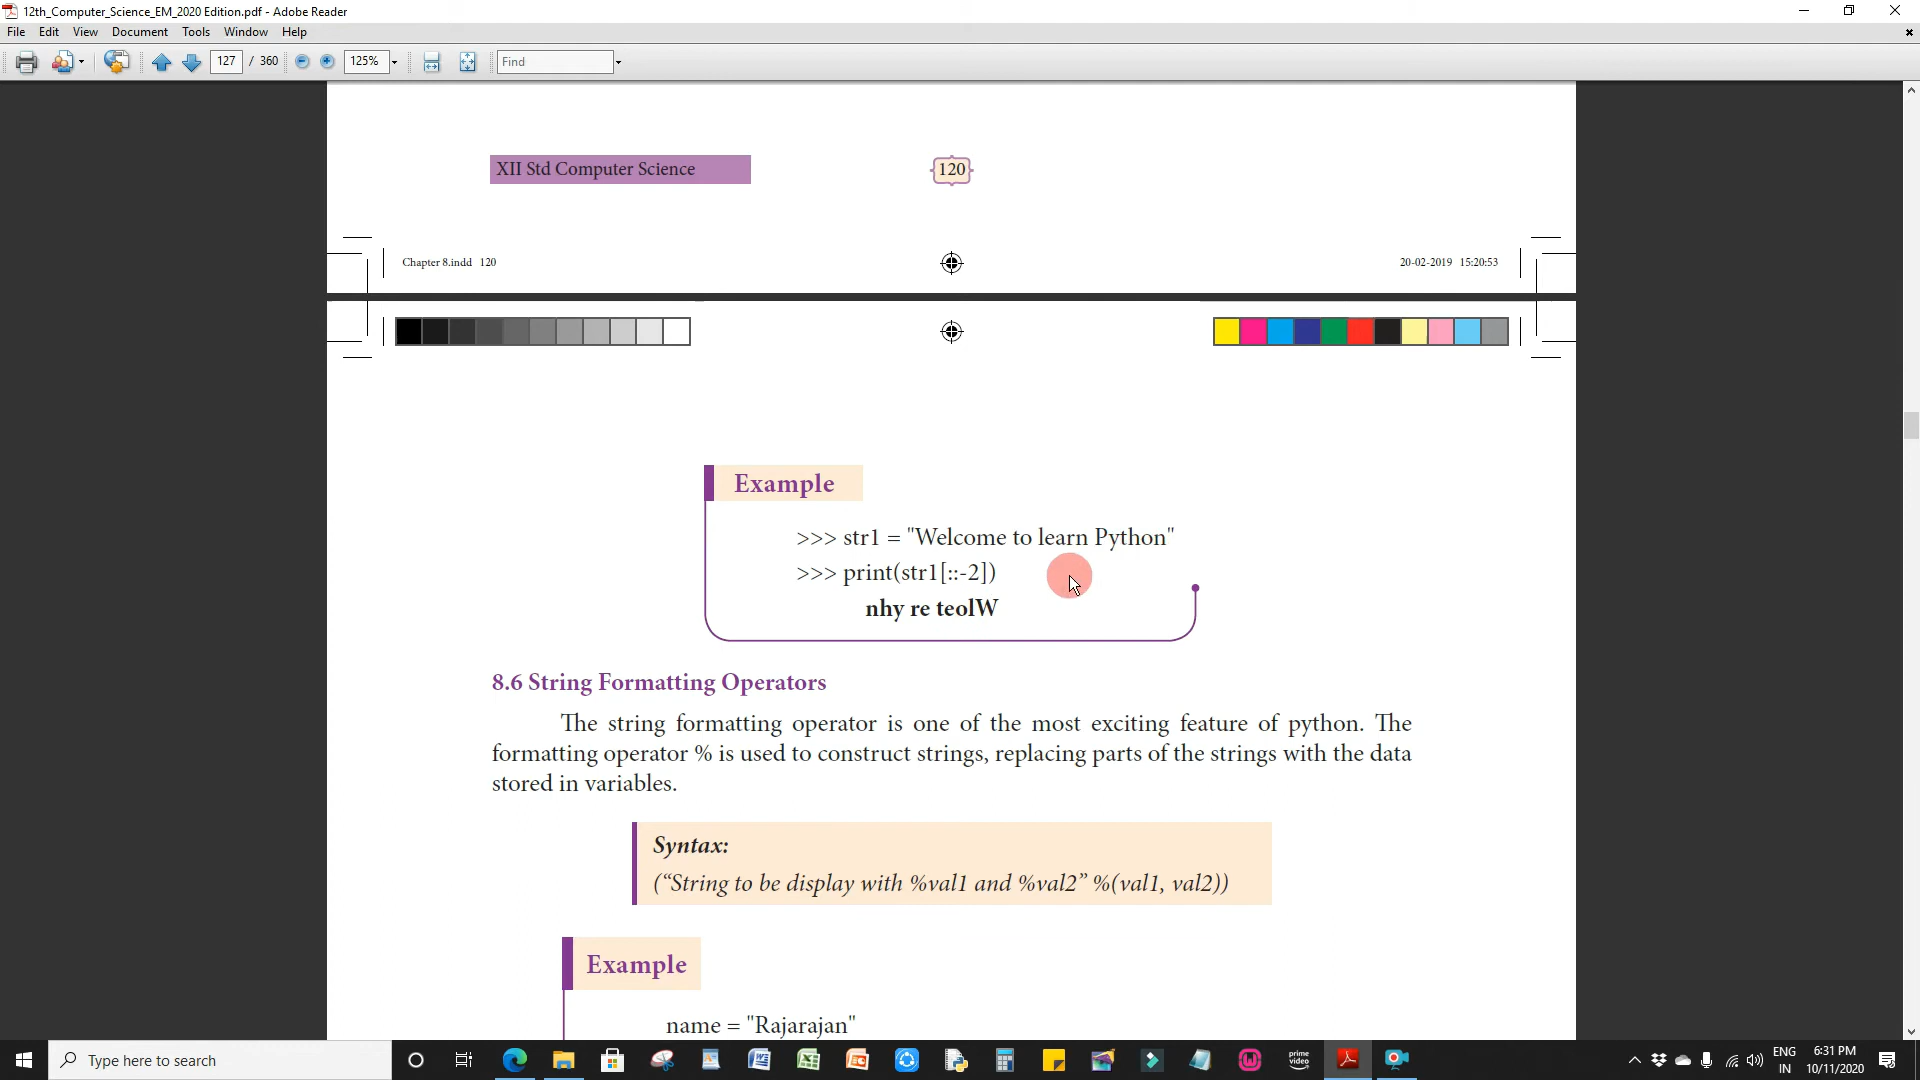 12th_Computer_Science_EM_2020 Edition.pdf - Adobe Reader
File Edit View Document Tools Window Help
127 / 360 125% Find
XII Std Computer Science 120
Chapter 8.indd 120 20-02-2019 15:20:53
Example
>>> str1 = "Welcome to learn Python"
>>> print(str1[::-2])
nhy re teolW
8.6 String Formatting Operators
The string formatting operator is one of the most exciting feature of python. The
formatting operator % is used to construct strings, replacing parts of the strings with the data
stored in variables.
Syntax:
(“String to be display with %val1 and %val2” %(val1, val2))
Example
name = "Rajarajan"
Type here to search
prime
video
ENG
IN
6:31 PM
10/11/2020